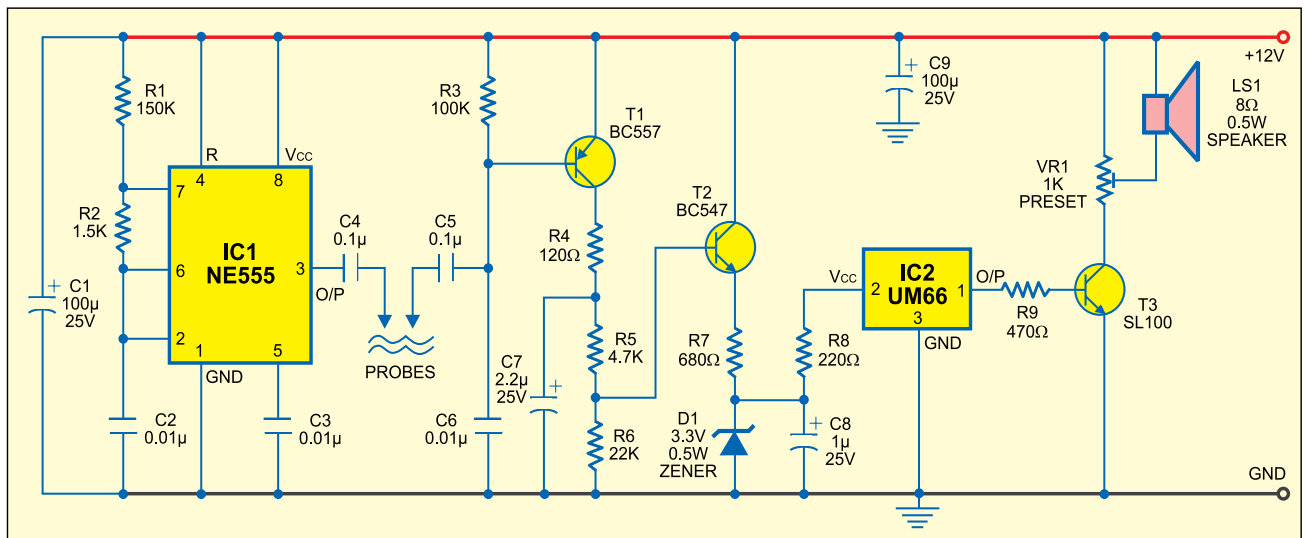 R1
150K
R2
1.5K
C1
100µ
25V
R
VCC
4
8
7
6
2
1
5
3
IC1
NE555
O/P
GND
C2
0.01µ
C3
0.01µ
C4
0.1µ
C5
0.1µ
PROBES
R3
100K
C6
0.01µ
T1
BC557
R4
120Ω
R5
4.7K
C7
2.2µ
25V
R6
22K
T2
BC547
R7
680Ω
D1
3.3V
0.5W
ZENER
R8
220Ω
C8
1µ
25V
C9
100µ
25V
VCC
2
IC2
UM66
1
3
O/P
GND
R9
470Ω
T3
SL100
VR1
1K
PRESET
+12V
LS1
8Ω
0.5W
SPEAKER
GND